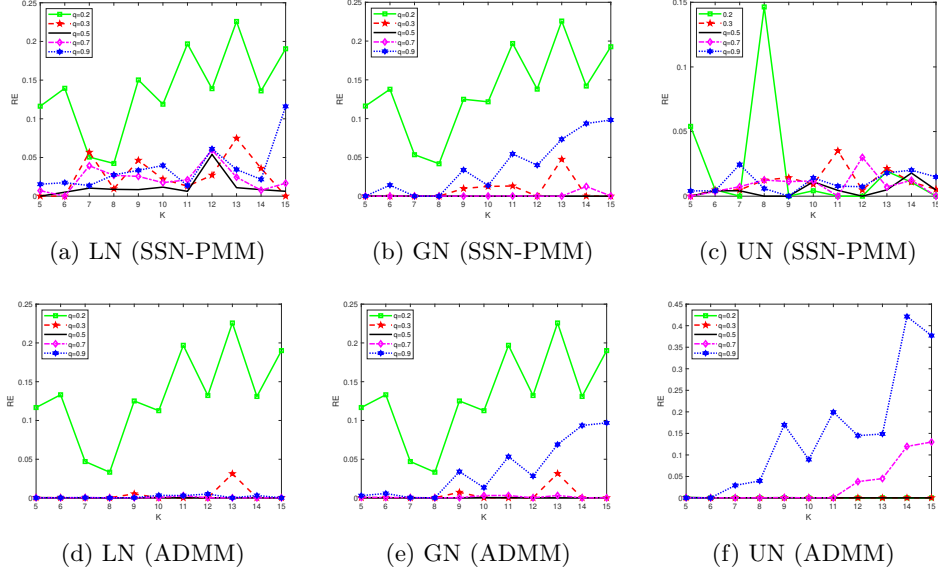 0.25
0.2
0.15
0.1
0.05
0
RE
q=0.2
q=0.3
q=0.5
q=0.7
q=0.9
5 6 7 8 9 10 11 12 13 14 15
K
(a) LN (SSN-PMM)
0.25
0.2
0.15
0.1
0.05
0
RE
q=0.2
q=0.3
q=0.5
q=0.7
q=0.9
5 6 7 8 9 10 11 12 13 14 15
K
(b) GN (SSN-PMM)
0.15
0.1
0.05
0
RE
0.2
0.3
q=0.5
q=0.7
q=0.9
5 6 7 8 9 10 11 12 13 14 15
K
(c) UN (SSN-PMM)
0.25
0.2
0.15
0.1
0.05
0
RE
q=0.2
q=0.3
q=0.5
q=0.7
q=0.9
5 6 7 8 9 10 11 12 13 14 15
K
(d) LN (ADMM)
0.25
0.2
0.15
0.1
0.05
0
RE
q=0.2
q=0.3
q=0.5
q=0.7
q=0.9
5 6 7 8 9 10 11 12 13 14 15
K
(e) GN (ADMM)
0.45
0.4
0.35
0.3
0.25
0.2
0.15
0.1
0.05
0
RE
q=0.2
q=0.3
q=0.5
q=0.7
q=0.9
5 6 7 8 9 10 11 12 13 14 15
K
(f) UN (ADMM)